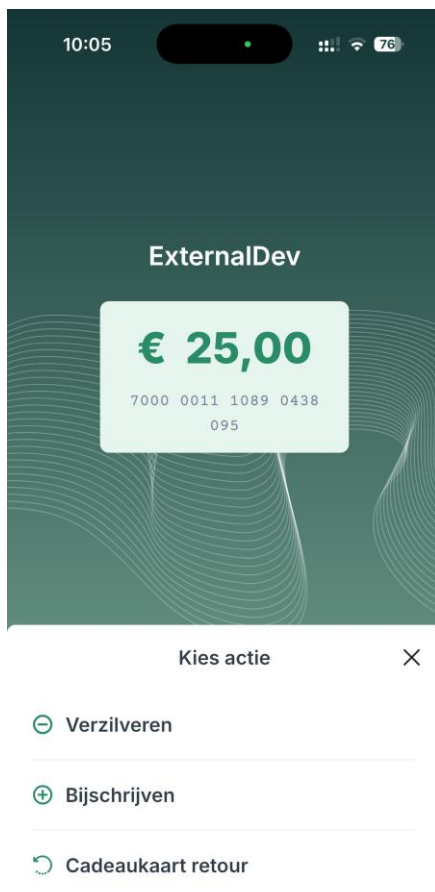 10:05
76
ExternalDev
€ 25,00
7000 0011 1089 0438
095
Kies actie
Verzilveren
Bijschrijven
Cadeaukaart retour